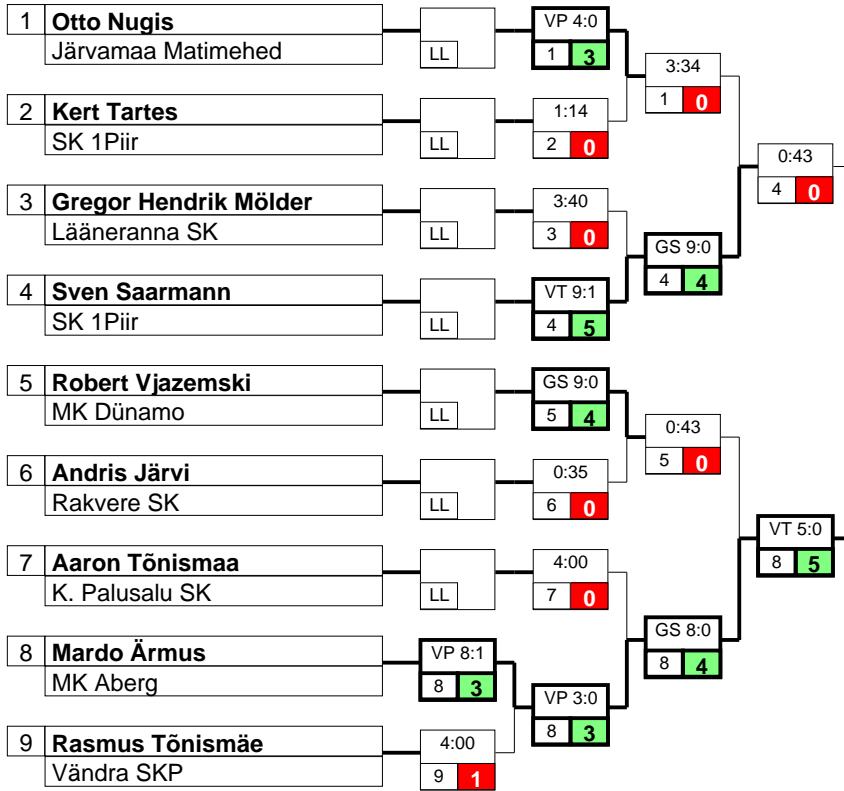 1 Otto Nugis
Järvamaa Matimehed
LL
VP 4:0
1 3
3:34
1 0
2 Kert Tartes
SK 1Piir
LL
1:14
2 0
0:43
4 0
3 Gregor Hendrik Mölder
Lääneranna SK
LL
3:40
3 0
GS 9:0
4 4
4 Sven Saarmann
SK 1Piir
LL
VT 9:1
4 5
5 Robert Vjazemski
MK Dünamo
LL
GS 9:0
5 4
0:43
5 0
6 Andris Järvi
Rakvere SK
LL
0:35
6 0
VT 5:0
8 5
7 Aaron Tõnismaa
K. Palusalu SK
LL
4:00
7 0
GS 8:0
8 4
8 Mardo Ärmus
MK Aberg
VP 8:1
8 3
VP 3:0
8 3
9 Rasmus Tõnismäe
Vändra SKP
4:00
9 1